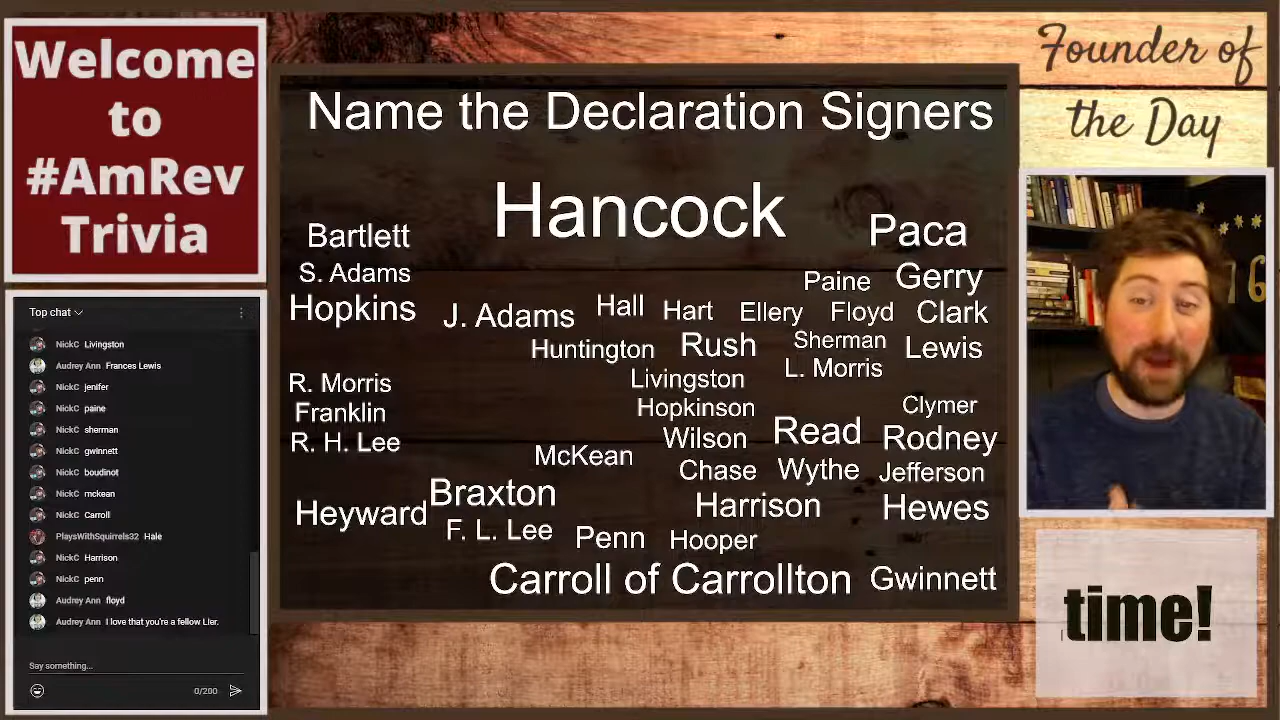 Welcome
to
#AmRev
Trivia
Top chat
NickC Livingston
Audrey Ann Frances Lewis
NickC jenifer
NickC paine
NickC sherman
NickC gwinnett
NickC boudinot
NickC mckean
NickC Carroll
PlaysWithSquirrels32 Hale
NickC Harrison
NickC penn
Audrey Ann floyd
Audrey Ann I love that you're a fellow LIer.
Say something...
0/200
Name the Declaration Signers
Hancock
Bartlett
Paca
S. Adams
Paine Gerry
Hopkins J. Adams Hall Hart Ellery Floyd Clark
Huntington Rush Sherman Lewis
Livingston L. Morris
R. Morris
Hopkinson Clymer
Franklin
Wilson Read Rodney
R. H. Lee
McKean Chase Wythe Jefferson
Heyward Braxton Harrison Hewes
F. L. Lee Penn Hooper
Carroll of Carrollton Gwinnett
Founder of
the Day
76
time!